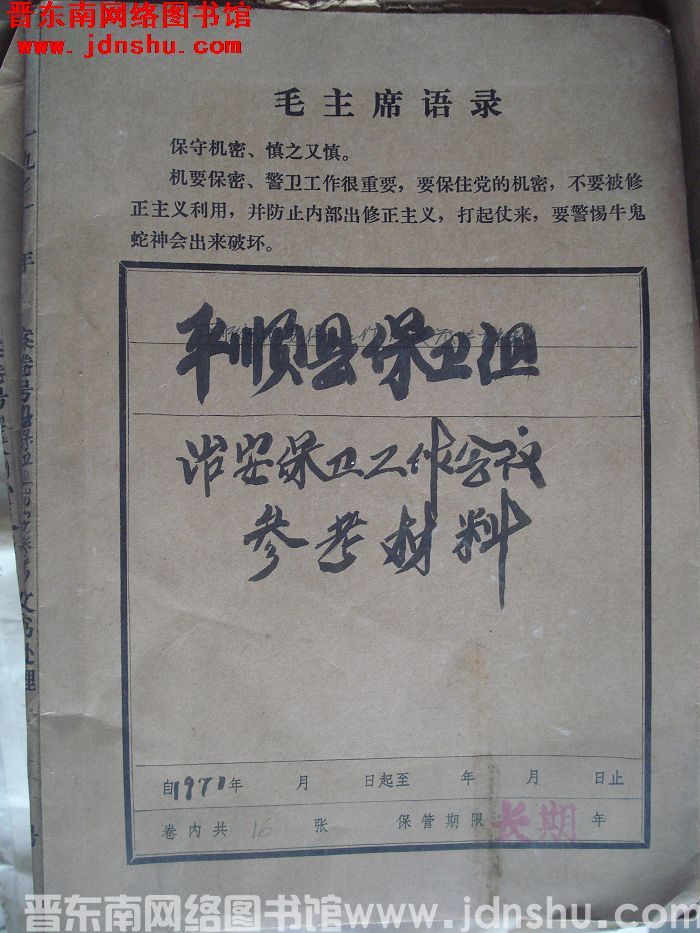 晋东南网络图书馆
www.jdnshu.com
毛主席语录
保守机密、慎之又慎。
机要保密、警卫工作很重要，要保住党的机密，不要被修
正主义利用，并防止内部出修正主义，打起仗来，要警惕牛鬼
蛇神会出来破坏。
平顺县保卫组
治安保卫工作会议
参考材料
自1971年 月 日起至 年 月 日止
卷内共 16 张 保管期限 长期 年
晋东南网络图书馆 www.jdnshu.com